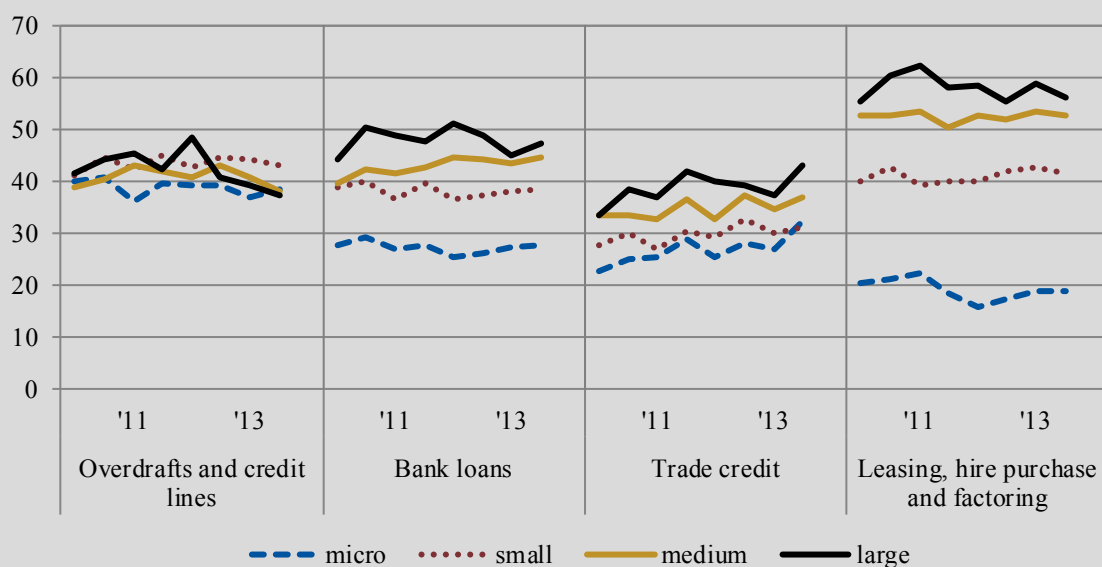 70
60
50
40
30
20
10
0
'11 '13 '11 '13 '11 '13 '11 '13
Overdrafts and credit lines
Bank loans
Trade credit
Leasing, hire purchase and factoring
micro small medium large